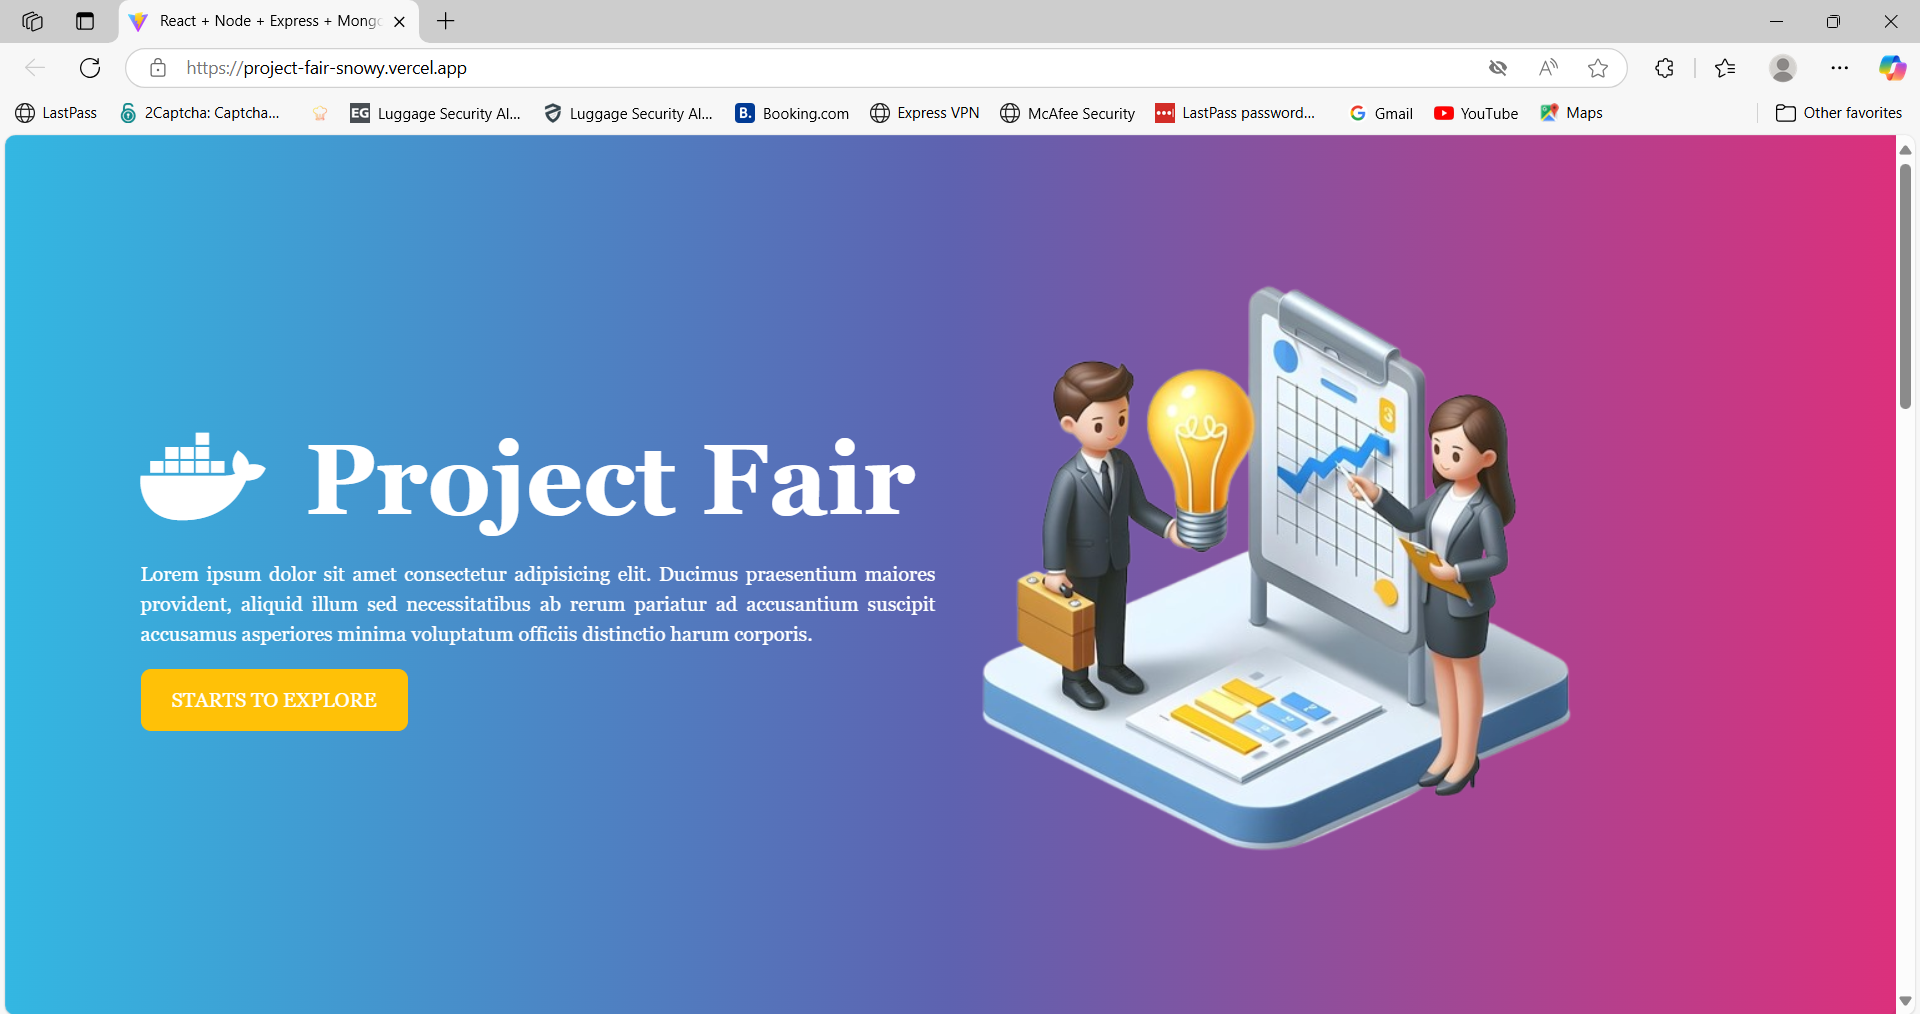 React + Node + Express + Mong
https://project-fair-snowy.vercel.app
LastPass
2Captcha: Captcha...
EG Luggage Security Al...
Luggage Security Al...
B. Booking.com
Express VPN
McAfee Security
LastPass password...
G Gmail
YouTube
Maps
Other favorites
Project Fair
Lorem ipsum dolor sit amet consectetur adipisicing elit. Ducimus praesentium maiores
provident, aliquid illum sed necessitatibus ab rerum pariatur ad accusantium suscipit
accusamus asperiores minima voluptatum officiis distinctio harum corporis.
STARTS TO EXPLORE
3